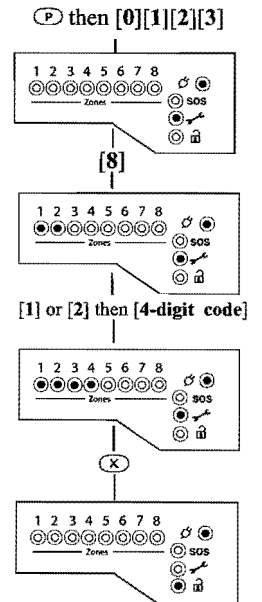 P then [0][1][2][3]
1 2 3 4 5 6 7 8
Zones
SOS
[8]
1 2 3 4 5 6 7 8
Zones
SOS
[1] or [2] then [4-digit code]
1 2 3 4 5 6 7 8
Zones
SOS
X
1 2 3 4 5 6 7 8
Zones
SOS